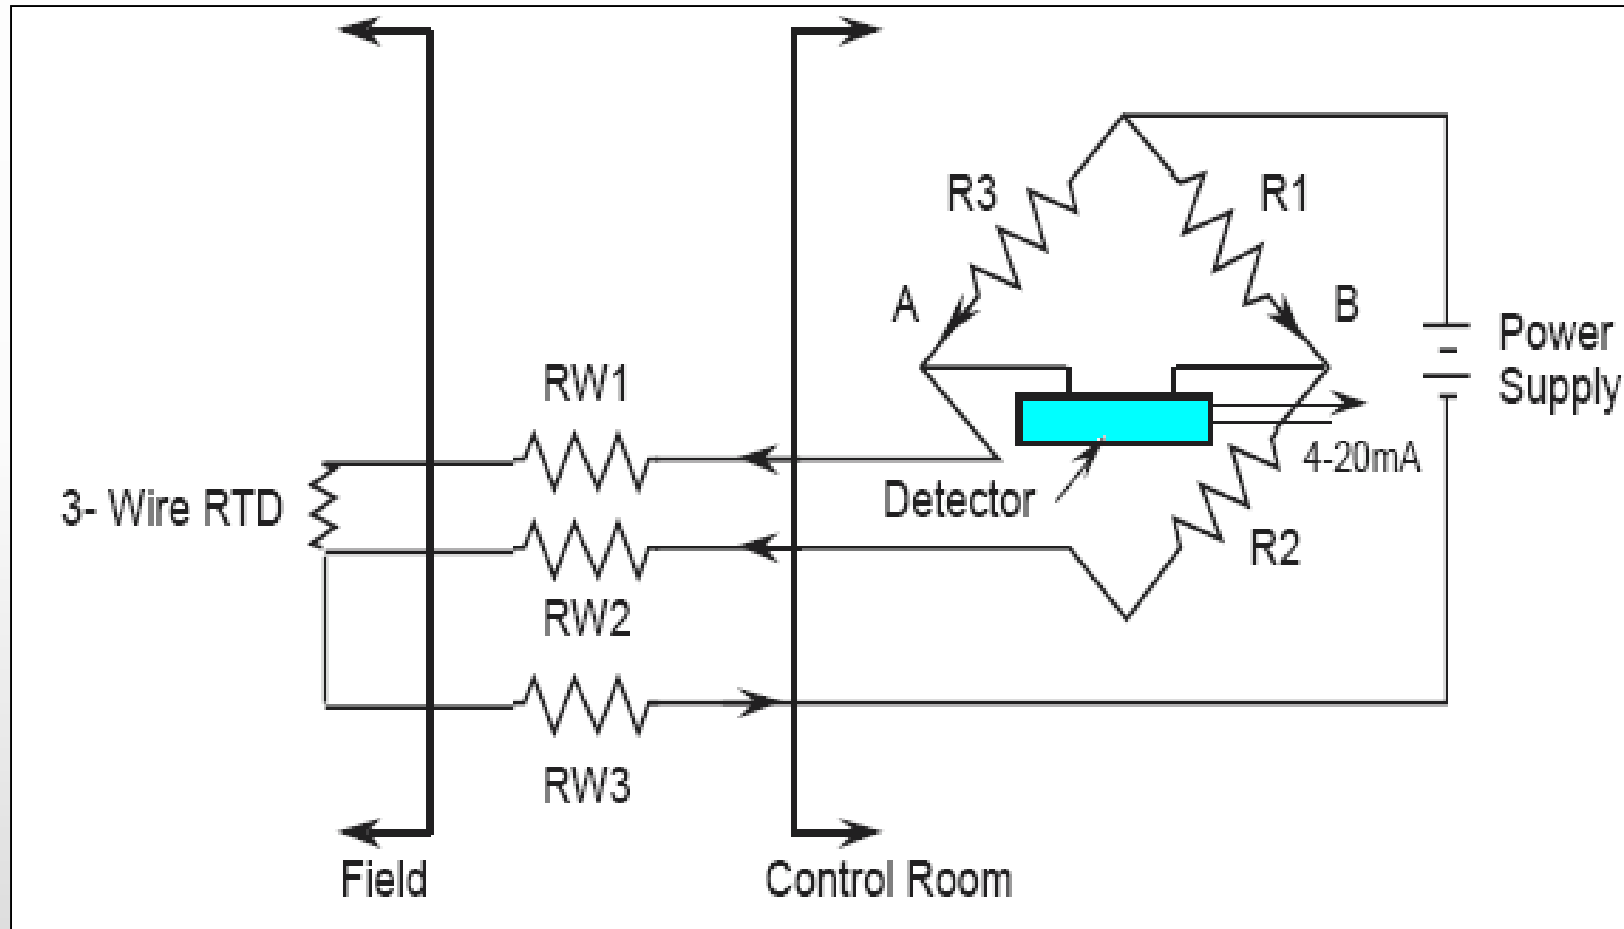 R3
R1
A
B
Power
Supply
RW1
4-20mA
3- Wire RTD
Detector
R2
RW2
RW3
Field
Control Room